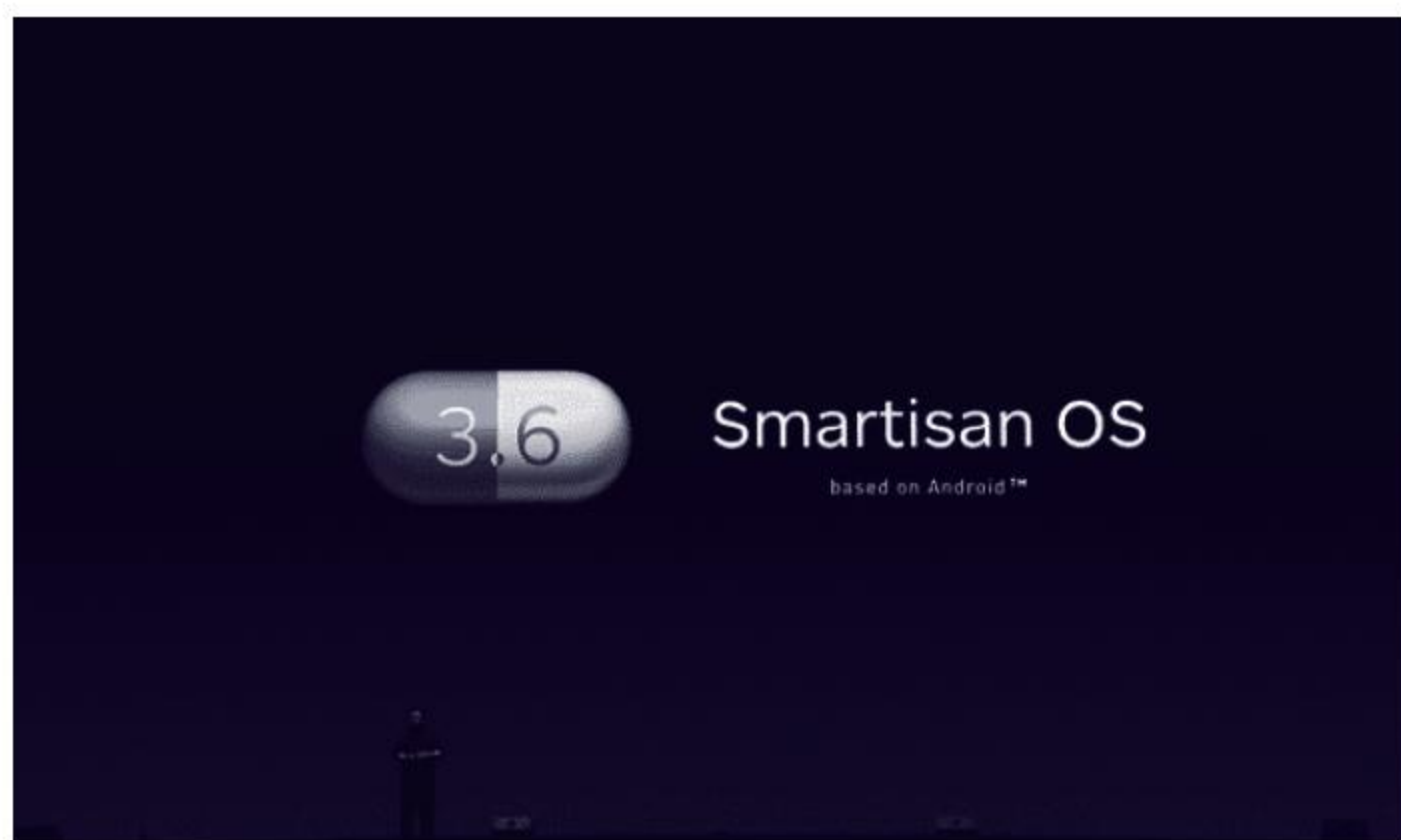 3.6
Smartisan OS
based on Android™